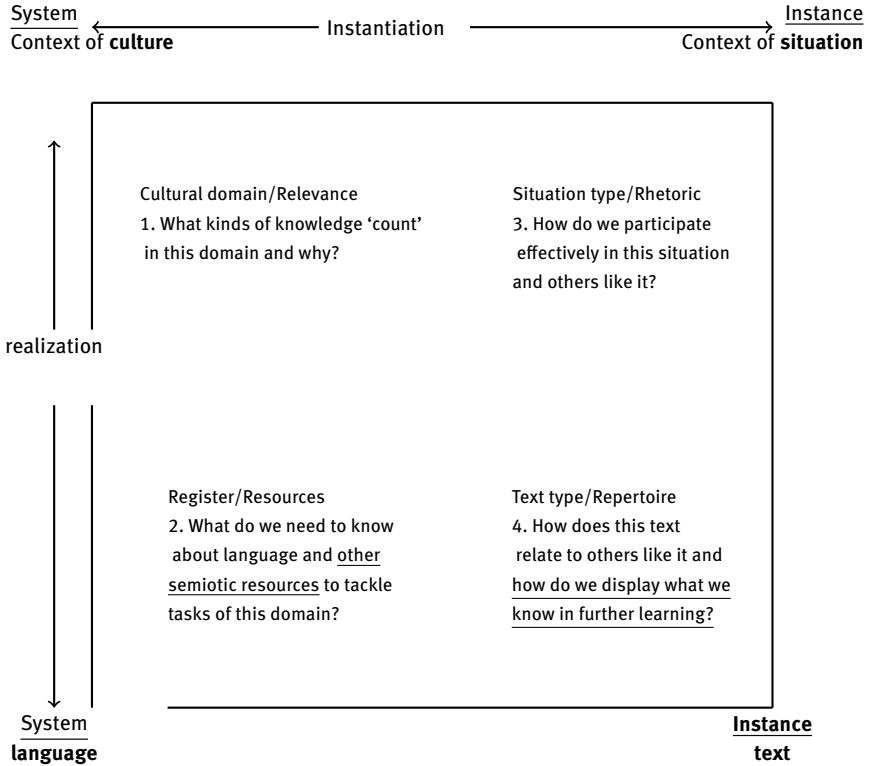 System
Context of culture
Instantiation
Instance
Context of situation
Cultural domain/Relevance
1. What kinds of knowledge ‘count’
in this domain and why?
Situation type/Rhetoric
3. How do we participate
effectively in this situation
and others like it?
realization
Register/Resources
2. What do we need to know
about language and other
semiotic resources to tackle
tasks of this domain?
Text type/Repertoire
4. How does this text
relate to others like it and
how do we display what we
know in further learning?
System
language
Instance
text